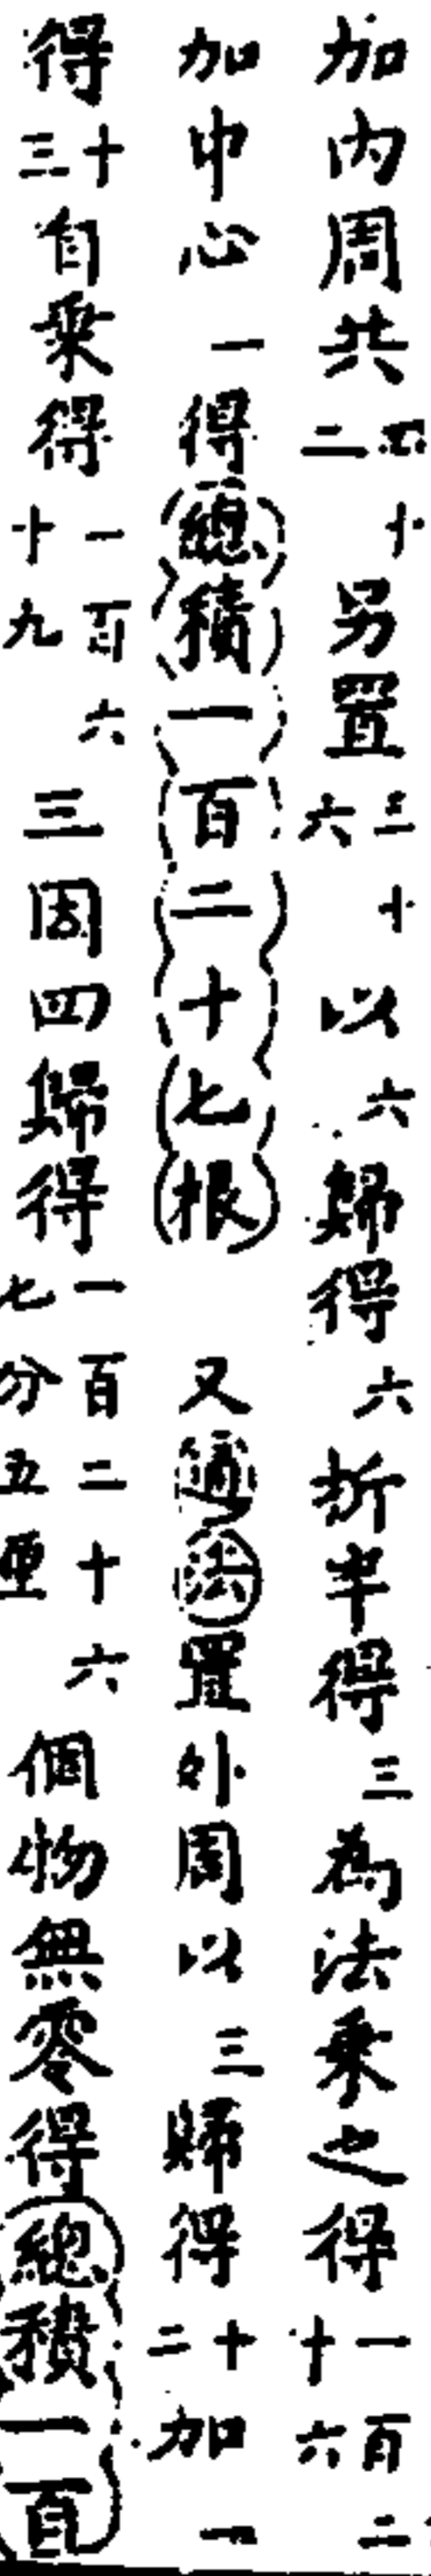 加內周共四十二另置三十六以六歸得六折半得三為法乘之得一百二十六
加中心一得總積一百二十七根　又通法置外周以三歸得十二加一
得十三自乘得一百六十九三因四歸得一百二十六七分五厘個物無零得總積一百